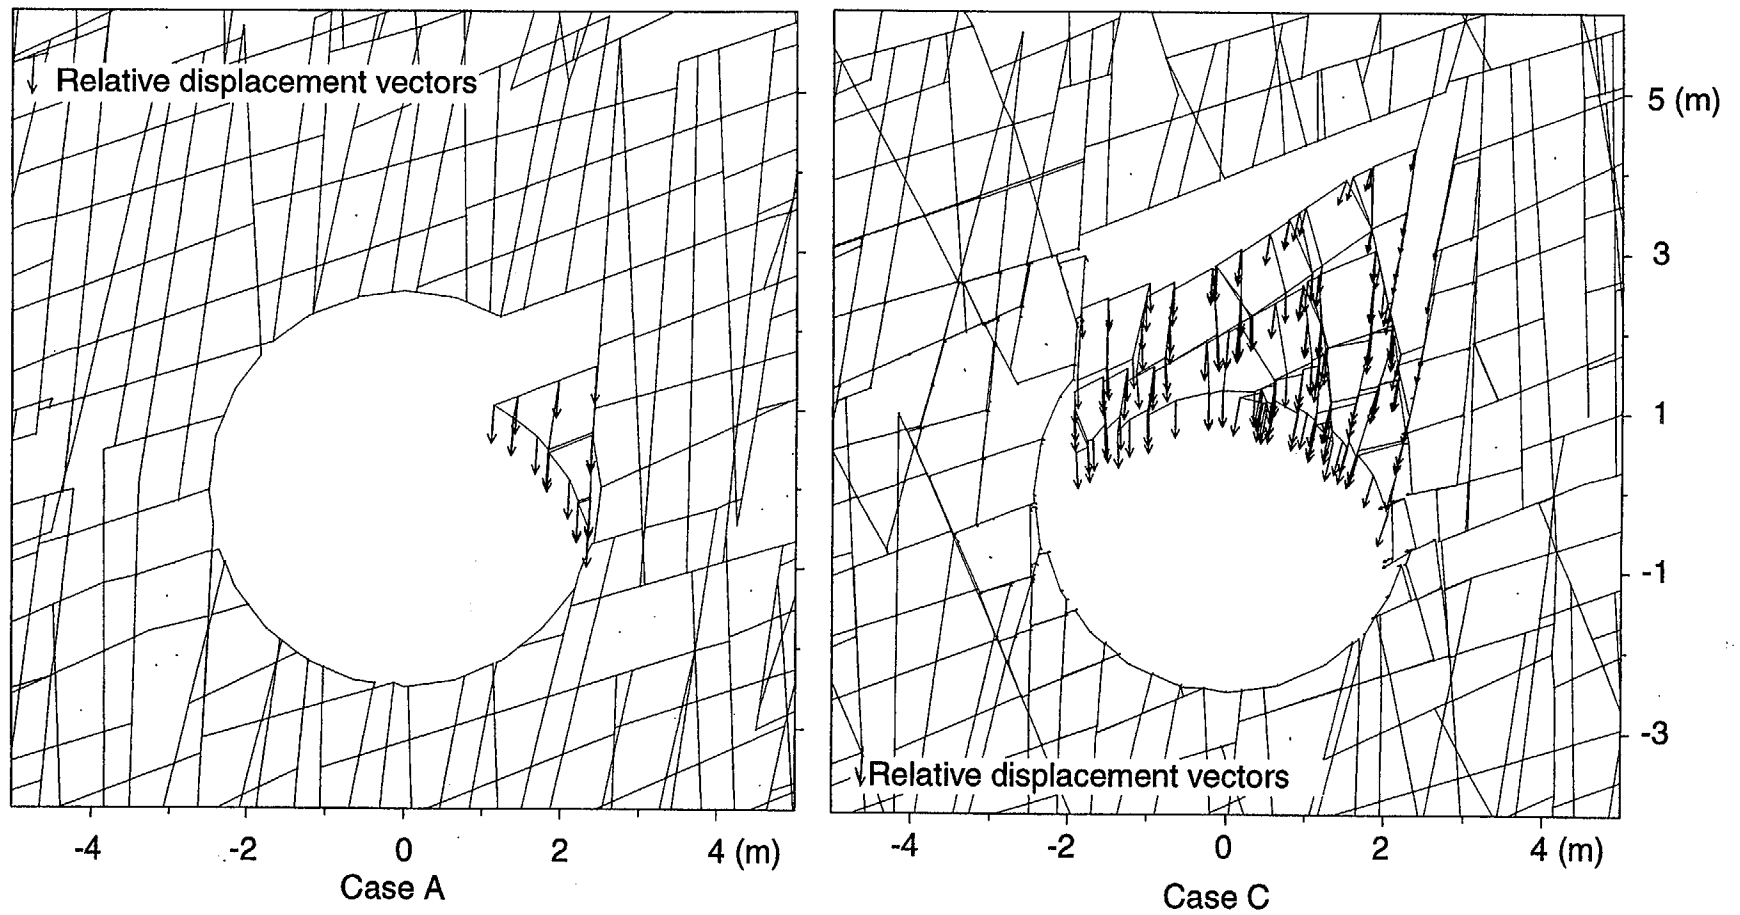 Relative displacement vectors
5 (m)
3
1
-1
-3
Relative displacement vectors
-4 -2 0 2 4 (m)
-4 -2 0 2 4 (m)
Case A
Case C